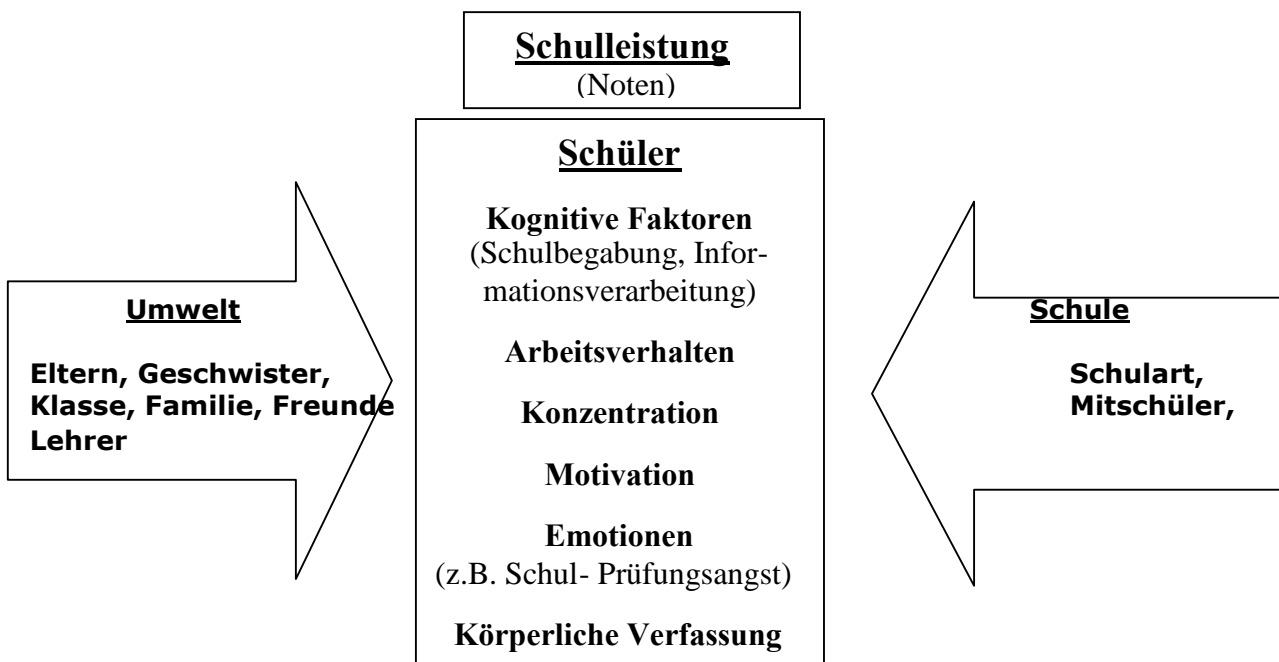 Schulleistung
(Noten)
Schüler
Kognitive Faktoren
(Schulbegabung, Infor-
mationsverarbeitung)
Arbeitsverhalten
Konzentration
Motivation
Emotionen
(z.B. Schul- Prüfungsangst)
Körperliche Verfassung
Umwelt
Eltern, Geschwister,
Klasse, Familie, Freunde
Lehrer
Schule
Schulart,
Mitschüler,